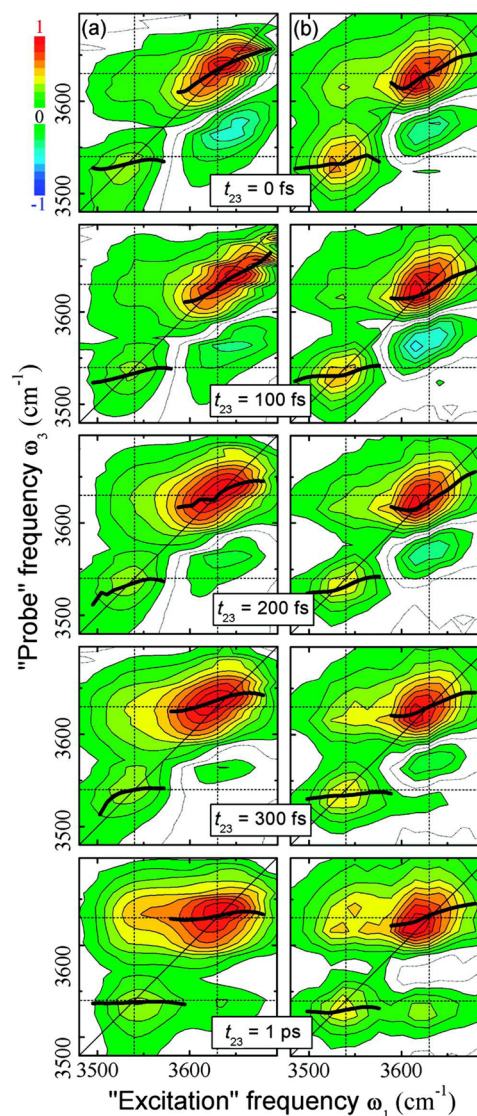 1
0
-1
(a)
(b)
3600
3500
t23 = 0 fs
3600
3500
t23 = 100 fs
3600
3500
t23 = 200 fs
3600
3500
t23 = 300 fs
3600
3500
t23 = 1 ps
"Probe" frequency ω3 (cm-1)
3500
3600
3500
3600
"Excitation" frequency ω1 (cm-1)